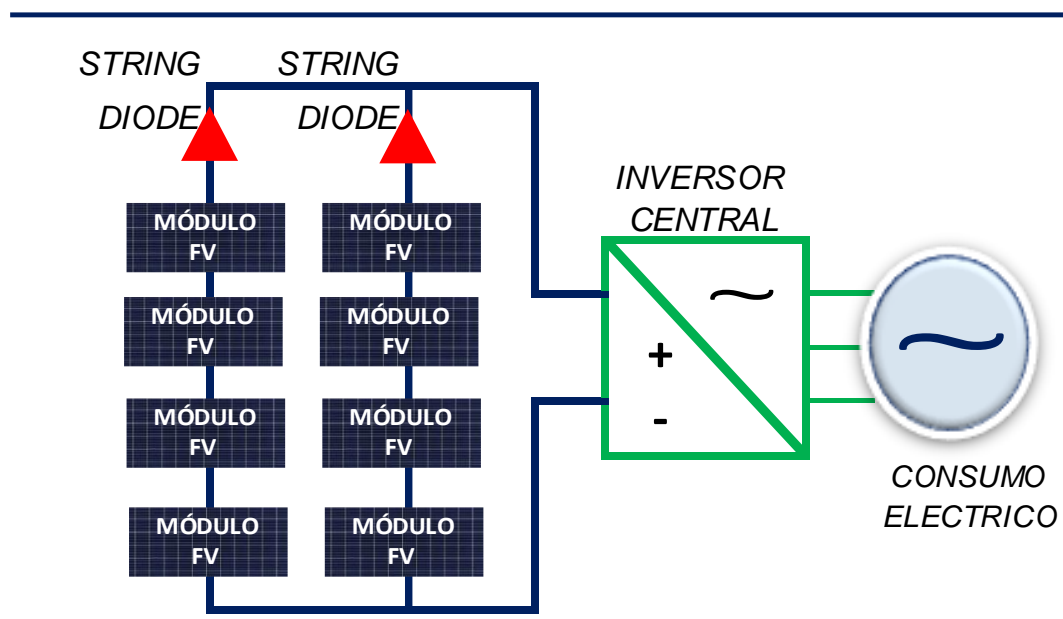 STRING STRING
DIODE DIODE
INVERSOR
CENTRAL
MÓDULO
FV
MÓDULO
FV
MÓDULO
FV
MÓDULO
FV
MÓDULO
FV
MÓDULO
FV
MÓDULO
FV
MÓDULO
FV
~
+
-
~
CONSUMO
ELECTRICO